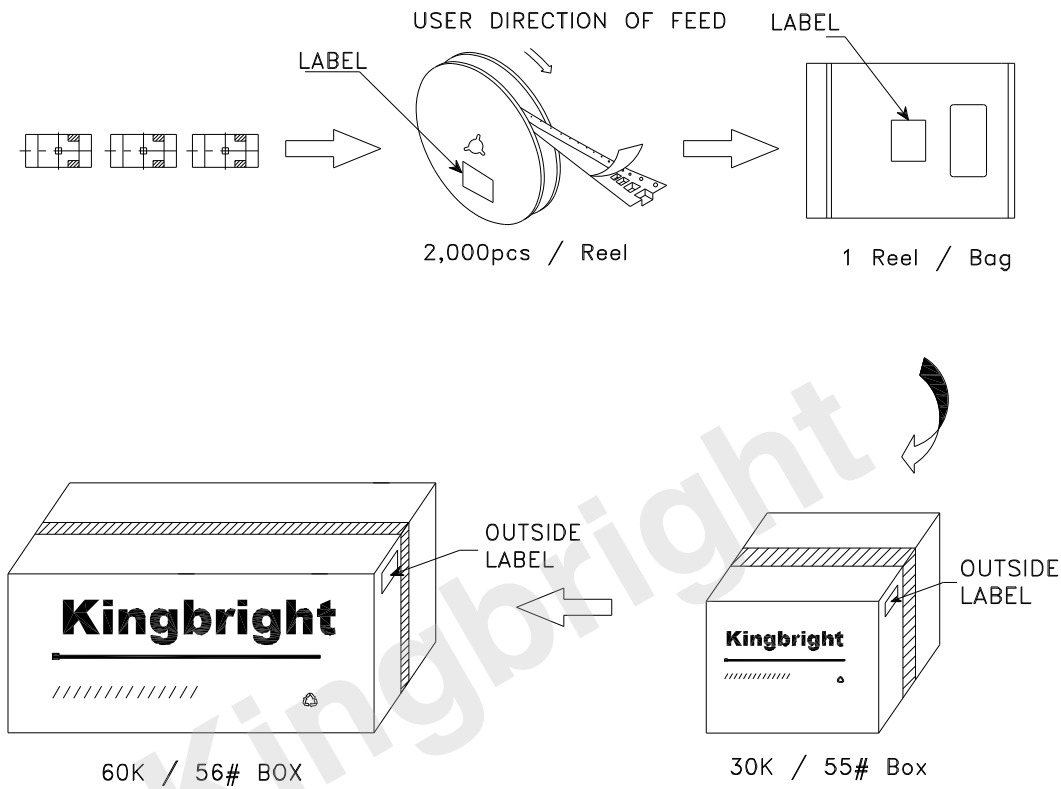 USER DIRECTION OF FEED
LABEL
LABEL
2,000pcs / Reel
1 Reel / Bag
OUTSIDE
LABEL
OUTSIDE
LABEL
Kingbright
Kingbright
60K / 56# BOX
30K / 55# Box
Kingbright